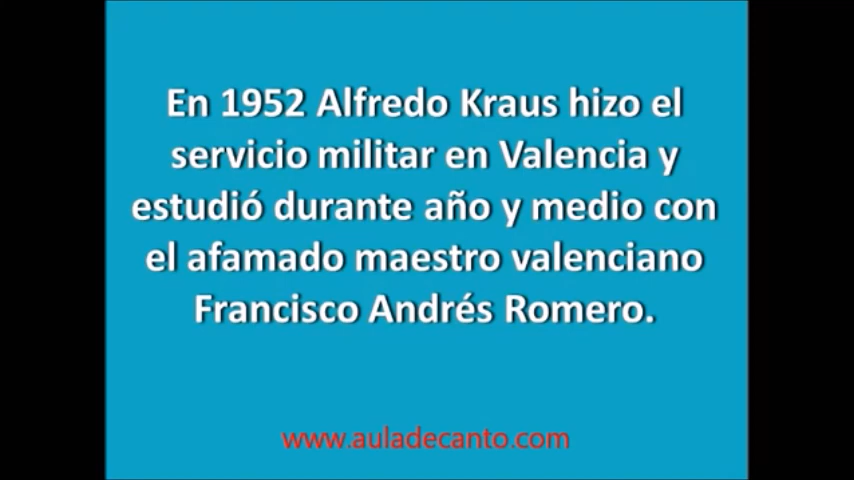 En 1952 Alfredo Kraus hizo el
servicio militar en Valencia y
estudió durante año y medio con
el afamado maestro valenciano
Francisco Andrés Romero.
www.auladecanto.com